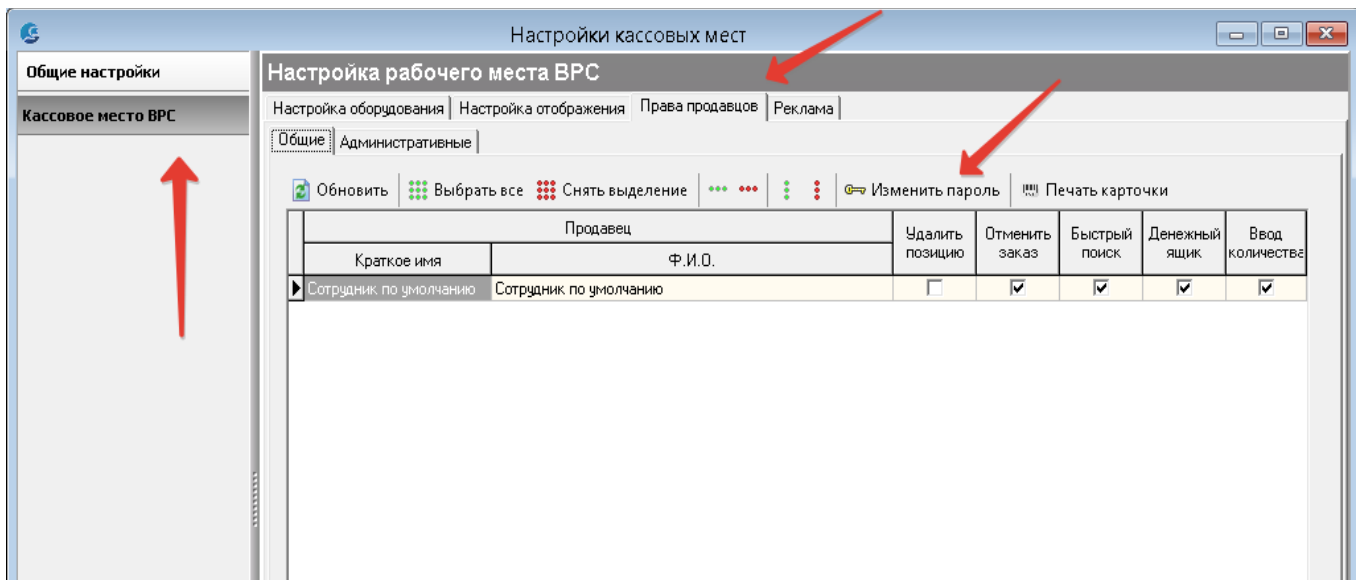 Настройки кассовых мест
Общие настройки
Кассовое место ВРС
Настройка рабочего места ВРС
Настройка оборудования Настройка отображения Права продавцов Реклама
Общие Административные
Обновить Выбрать все Снять выделение Изменить пароль Печать карточки
Продавец
Краткое имя Ф.И.О.
Удалить позицию
Отменить заказ
Быстрый поиск
Денежный ящик
Ввод количества
Сотрудник по умолчанию Сотрудник по умолчанию